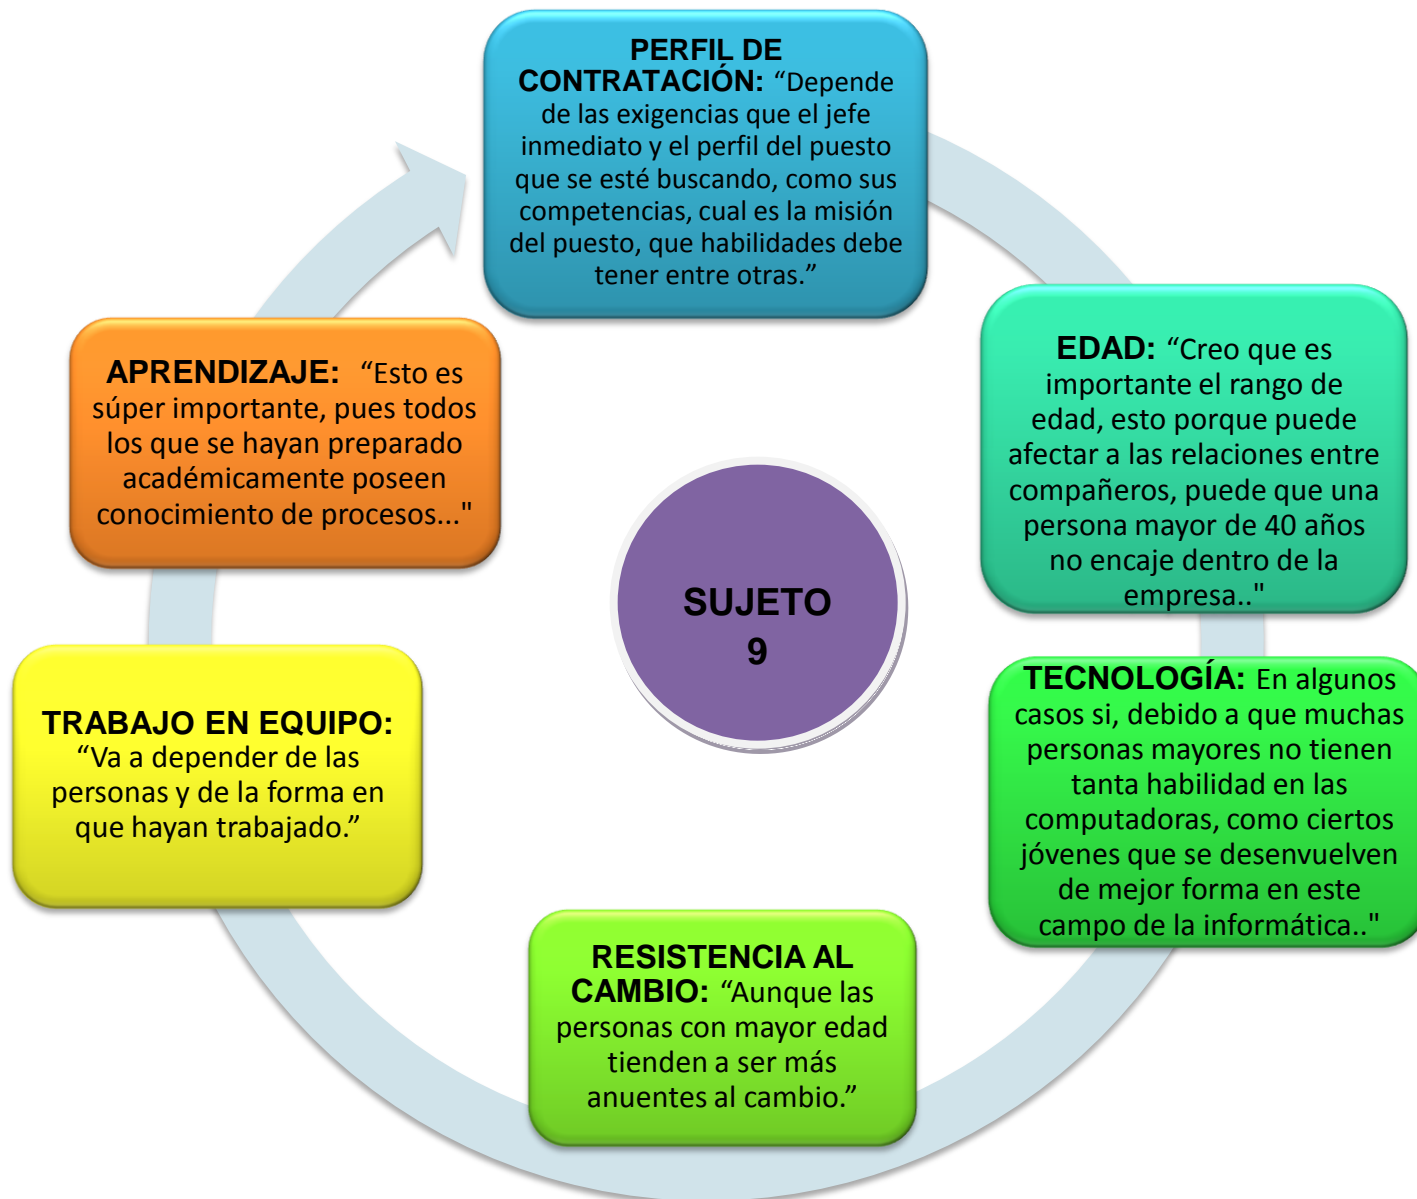 PERFIL DE
CONTRATACIÓN: “Depende
de las exigencias que el jefe
inmediato y el perfil del puesto
que se esté buscando, como sus
competencias, cual es la misión
del puesto, que habilidades debe
tener entre otras.”
EDAD: “Creo que es
importante el rango de
edad, esto porque puede
afectar a las relaciones entre
compañeros, puede que una
persona mayor de 40 años
no encaje dentro de la
empresa.."
TECNOLOGÍA: En algunos
casos si, debido a que muchas
personas mayores no tienen
tanta habilidad en las
computadoras, como ciertos
jóvenes que se desenvuelven
de mejor forma en este
campo de la informática.."
RESISTENCIA AL
CAMBIO: “Aunque las
personas con mayor edad
tienden a ser más
anuentes al cambio.”
TRABAJO EN EQUIPO:
“Va a depender de las
personas y de la forma en
que hayan trabajado.”
APRENDIZAJE: “Esto es
súper importante, pues todos
los que se hayan preparado
académicamente poseen
conocimiento de procesos..."
SUJETO
9